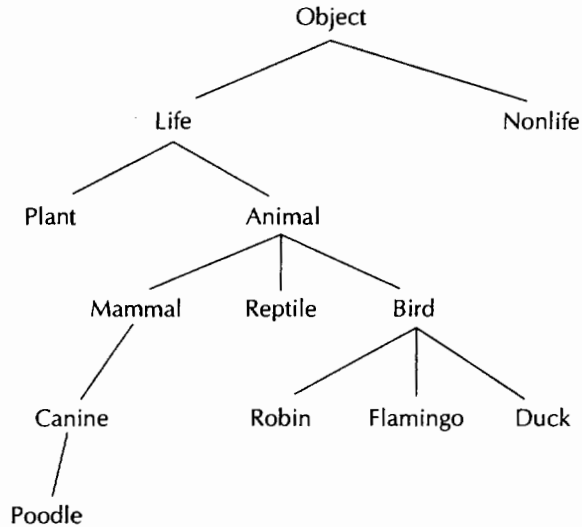 Object
Life Nonlife
Plant Animal
Mammal Reptile Bird
Canine Robin Flamingo Duck
Poodle